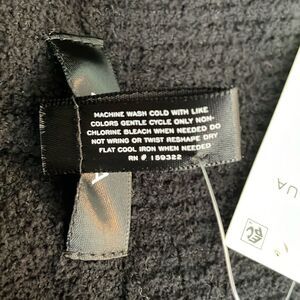 MACHINE WASH COLD WITH LIKE
COLORS GENTLE CYCLE ONLY NON-
CHLORINE BLEACH WHEN NEEDED DO
NOT WRING OR TWIST RESHAPE DRY
FLAT COOL IRON WHEN NEEDED
RN # 159322
UA